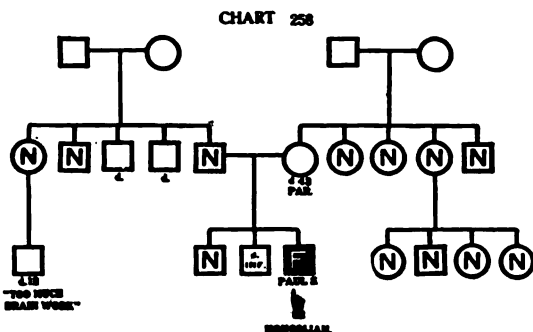 CHART 258
N N d. d. N N N N N
d 43
PAR.
N d. INF. F N N N N
d.18
"TOO MUCH
BRAIN WORK"
PAUL Z
MONGOLIAN.